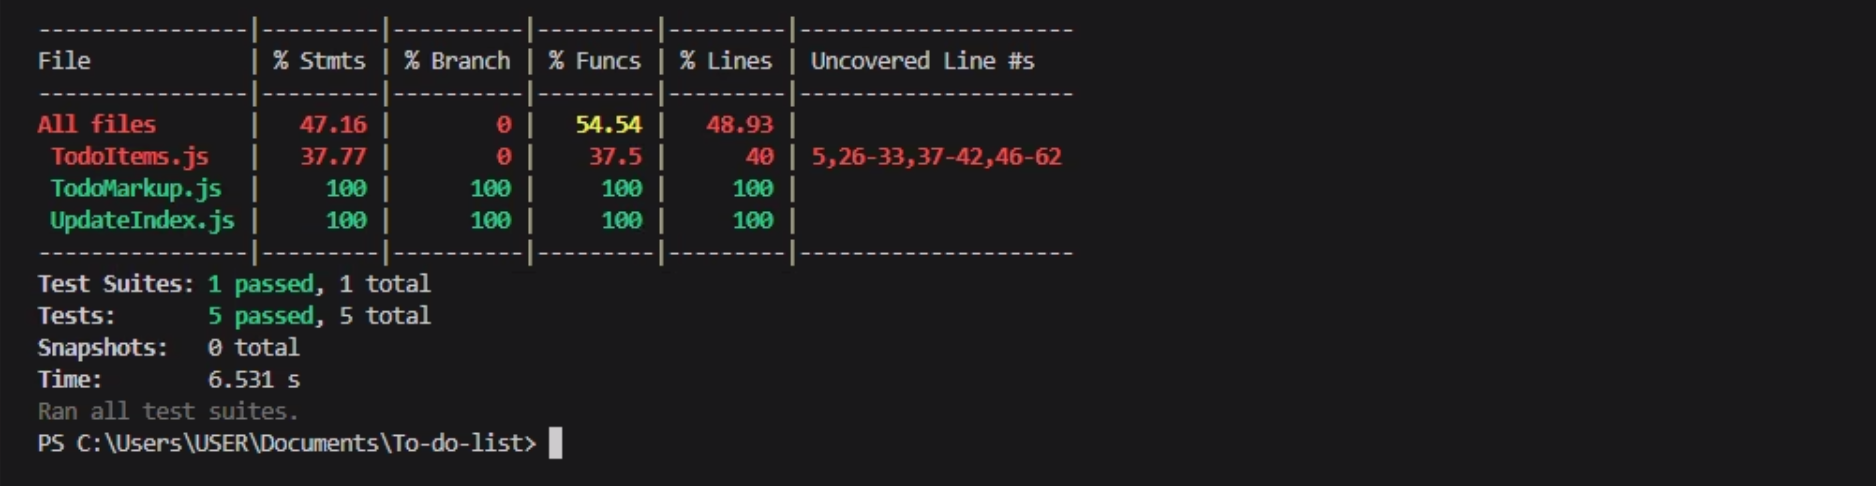 ----------------|---------|----------|---------|---------|---------------------
File            | % Stmts | % Branch | % Funcs | % Lines | Uncovered Line #s
----------------|---------|----------|---------|---------|---------------------
All files       |   47.16 |        0 |   54.54 |   48.93 |
 TodoItems.js   |   37.77 |        0 |    37.5 |      40 | 5,26-33,37-42,46-62
 TodoMarkup.js  |     100 |      100 |     100 |     100 |
 UpdateIndex.js |     100 |      100 |     100 |     100 |
----------------|---------|----------|---------|---------|---------------------
Test Suites: 1 passed, 1 total
Tests:       5 passed, 5 total
Snapshots:   0 total
Time:        6.531 s
Ran all test suites.
PS C:\Users\USER\Documents\To-do-list>